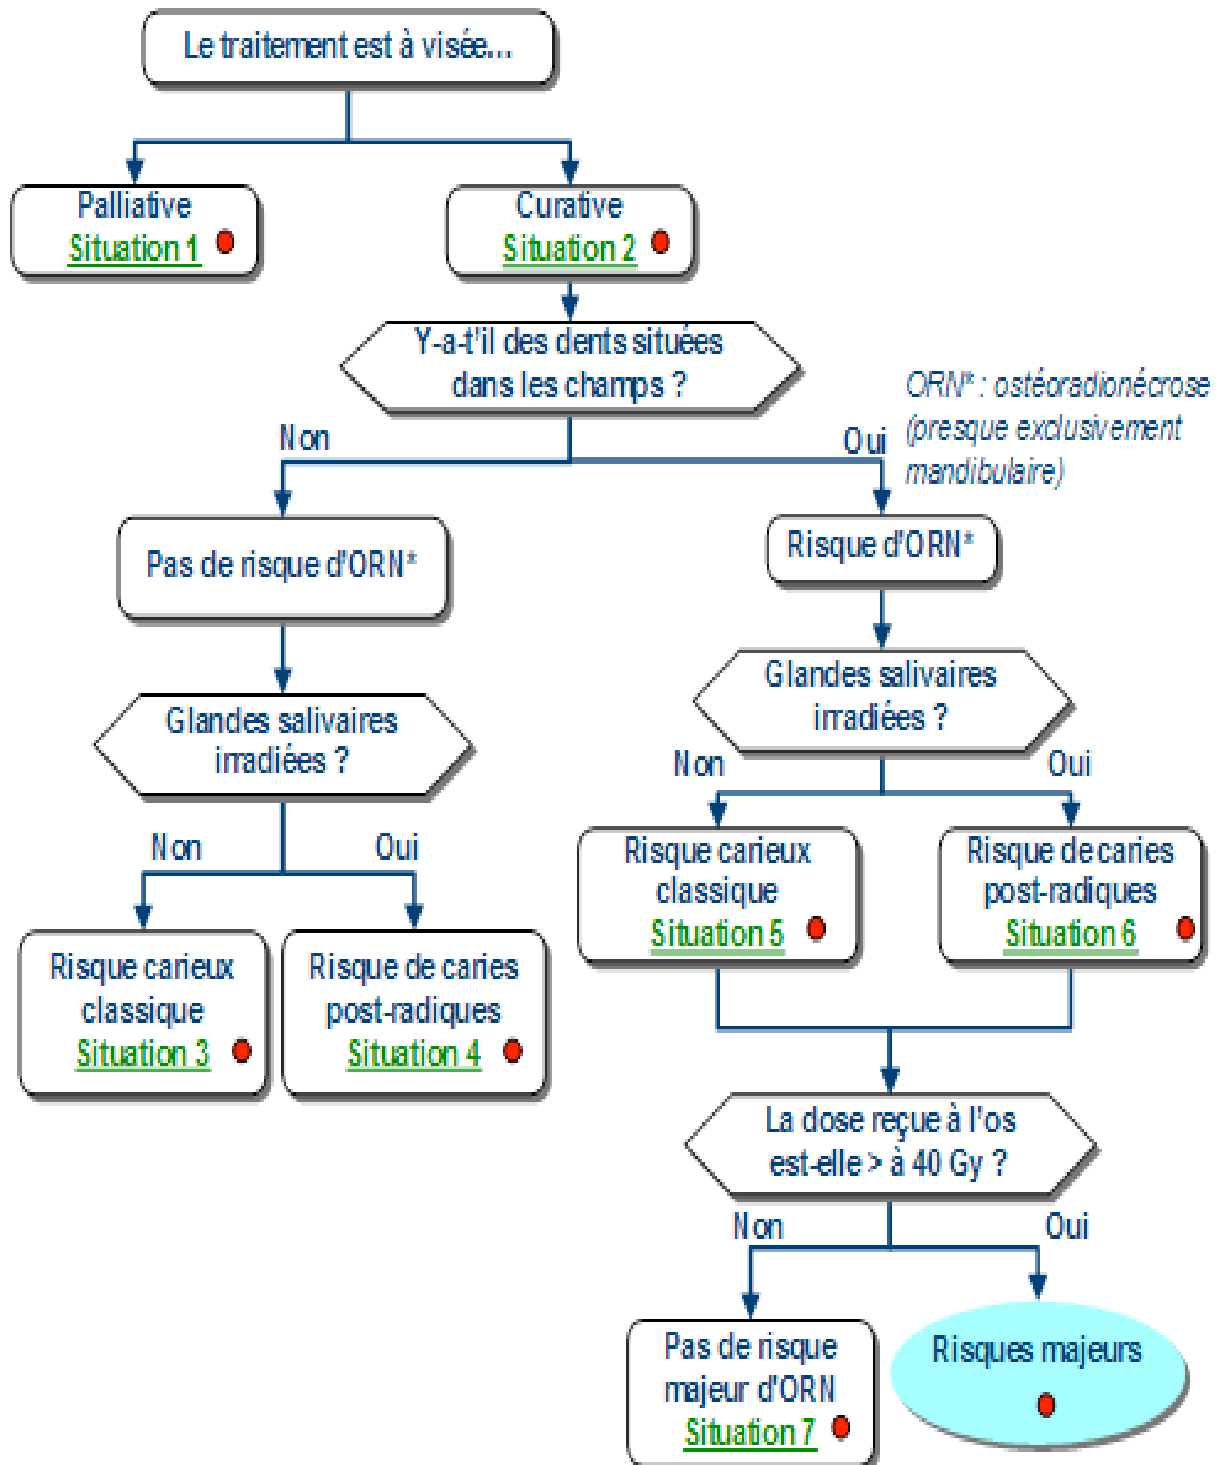 Le traitement est à visée...
Palliative
Situation 1
Curative
Situation 2
Y-a-t'il des dents situées
dans les champs ?
ORN* : ostéoradionécrose
(presque exclusivement
mandibulaire)
Non
Oui
Pas de risque d'ORN*
Risque d'ORN*
Glandes salivaires
irradiées ?
Glandes salivaires
irradiées ?
Non
Oui
Non
Oui
Risque carieux
classique
Situation 3
Risque de caries
post-radiques
Situation 4
Risque carieux
classique
Situation 5
Risque de caries
post-radiques
Situation 6
La dose reçue à l'os
est-elle > à 40 Gy ?
Non
Oui
Pas de risque
majeur d'ORN
Situation 7
Risques majeurs